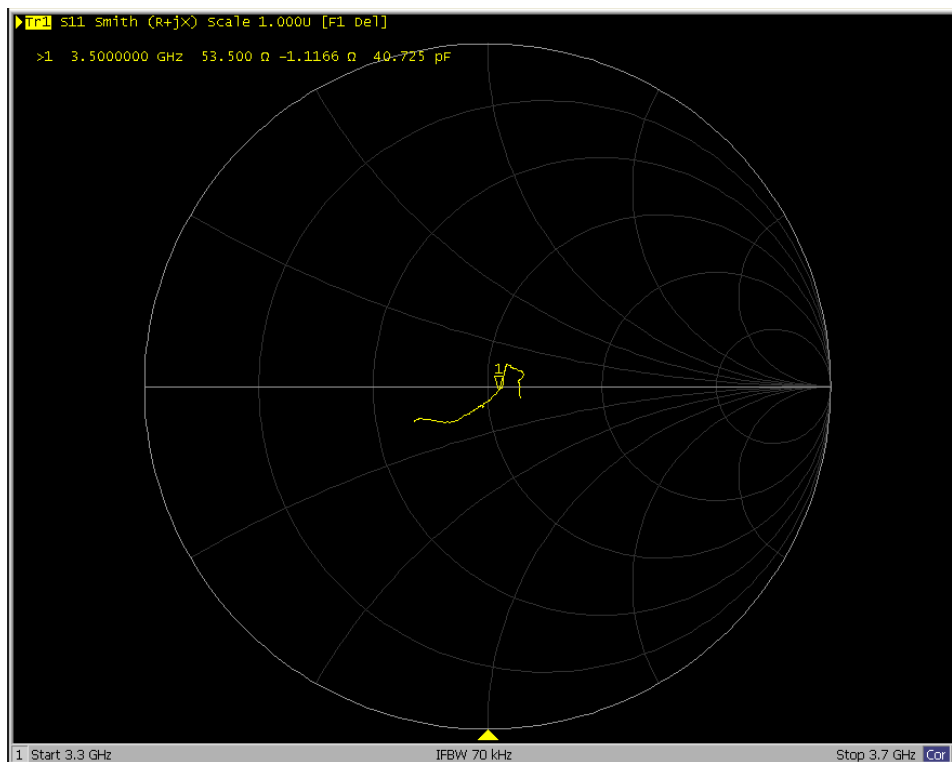 Tr1 S11 Smith (R+jX) Scale 1.000U [F1 Del]
>1 3.5000000 GHz 53.500 Ω -1.1166 Ω 40.725 pF
1
1 Start 3.3 GHz IFBW 70 kHz Stop 3.7 GHz Cor